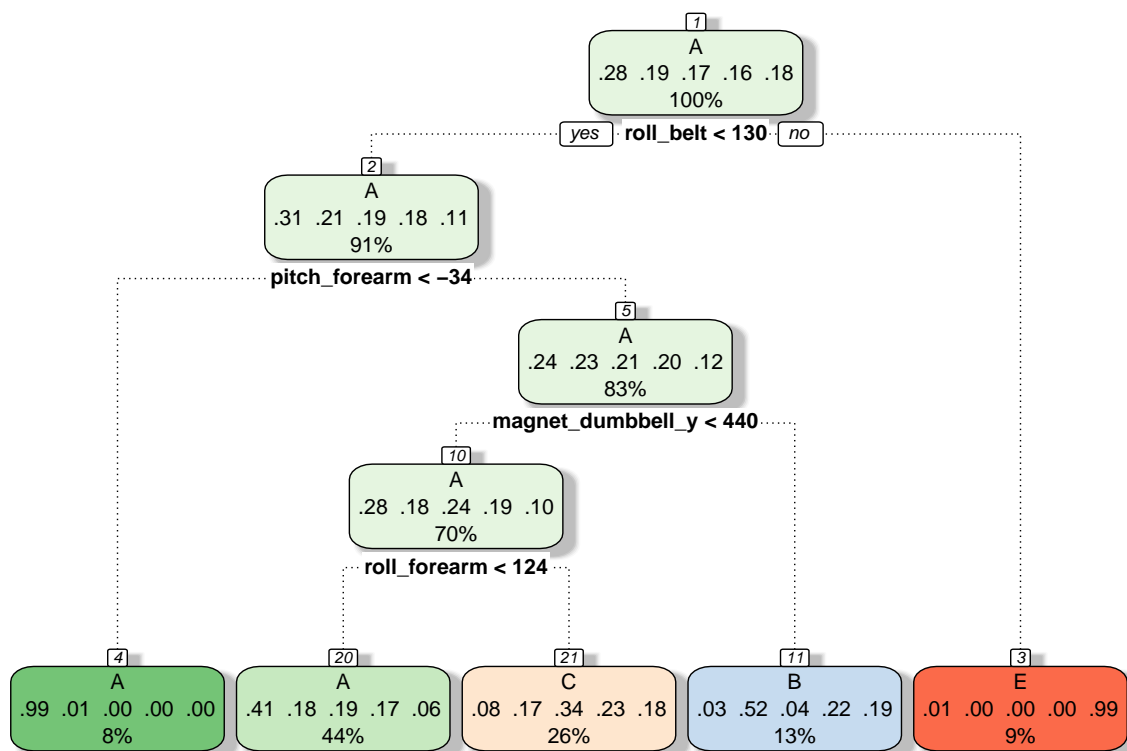 1
A
.28 .19 .17 .16 .18
100%
yes roll_belt < 130 no
2
A
.31 .21 .19 .18 .11
91%
pitch_forearm < −34
5
A
.24 .23 .21 .20 .12
83%
magnet_dumbbell_y < 440
10
A
.28 .18 .24 .19 .10
70%
roll_forearm < 124
4
A
.99 .01 .00 .00 .00
8%
20
A
.41 .18 .19 .17 .06
44%
21
C
.08 .17 .34 .23 .18
26%
11
B
.03 .52 .04 .22 .19
13%
3
E
.01 .00 .00 .00 .99
9%